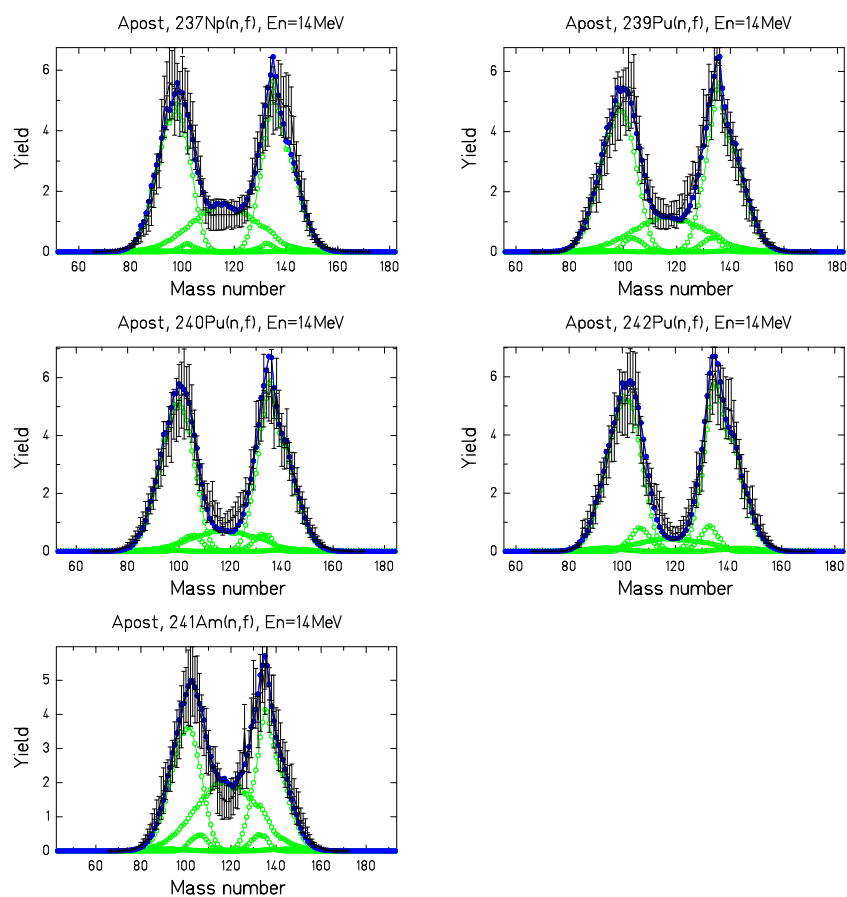 Apost, 237Np(n,f), En=14MeV
Yield
6
4
2
0
60 80 100 120 140 160 180
Mass number
Apost, 239Pu(n,f), En=14MeV
Yield
6
4
2
0
60 80 100 120 140 160 180
Mass number
Apost, 240Pu(n,f), En=14MeV
Yield
6
4
2
0
60 80 100 120 140 160 180
Mass number
Apost, 242Pu(n,f), En=14MeV
Yield
6
4
2
0
60 80 100 120 140 160 180
Mass number
Apost, 241Am(n,f), En=14MeV
Yield
5
4
3
2
1
0
60 80 100 120 140 160 180
Mass number